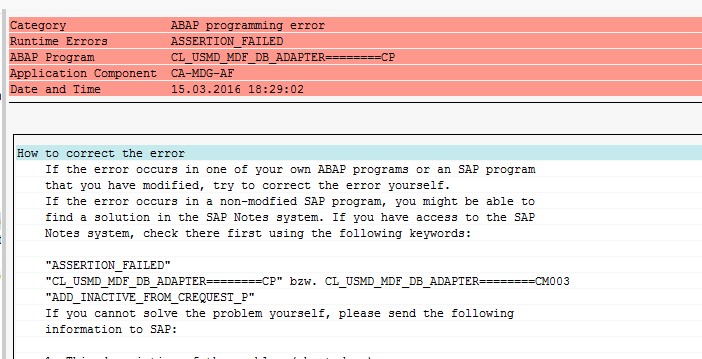 Category ABAP programming error
Runtime Errors ASSERTION_FAILED
ABAP Program CL_USMD_MDF_DB_ADAPTER========CP
Application Component CA-MDG-AF
Date and Time 15.03.2016 18:29:02
How to correct the error
If the error occurs in one of your own ABAP programs or an SAP program
that you have modified, try to correct the error yourself.
If the error occurs in a non-modfied SAP program, you might be able to
find a solution in the SAP Notes system. If you have access to the SAP
Notes system, check there first using the following keywords:
"ASSERTION_FAILED"
"CL_USMD_MDF_DB_ADAPTER========CP" bzw. CL_USMD_MDF_DB_ADAPTER========CM003
"ADD_INACTIVE_FROM_CREQUEST_P"
If you cannot solve the problem yourself, please send the following
information to SAP: